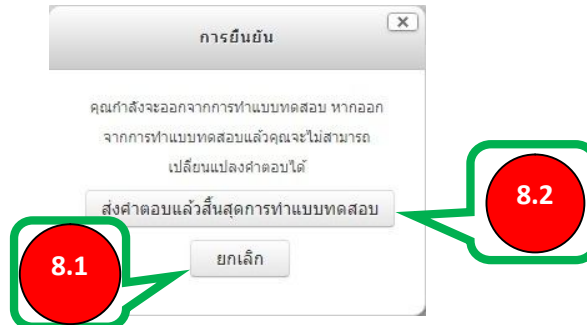 การยืนยัน
คุณกำลังจะออกจากการทำแบบทดสอบ หากออก
จากการทำแบบทดสอบแล้วคุณจะไม่สามารถ
เปลี่ยนแปลงคำตอบได้
ส่งคำตอบแล้วสิ้นสุดการทำแบบทดสอบ
8.2
ยกเลิก
8.1